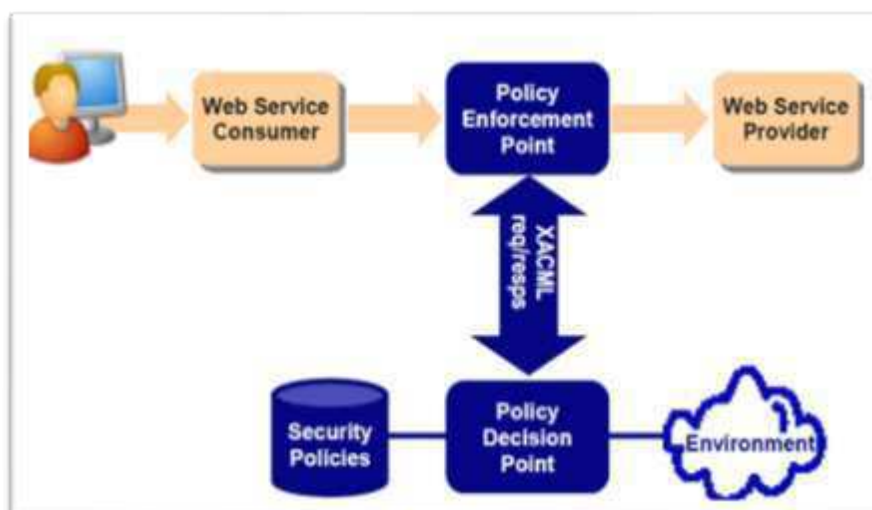 Web Service
Consumer
Policy
Enforcement
Point
Web Service
Provider
XACML
req/resps
Security
Policies
Policy
Decision
Point
Environment